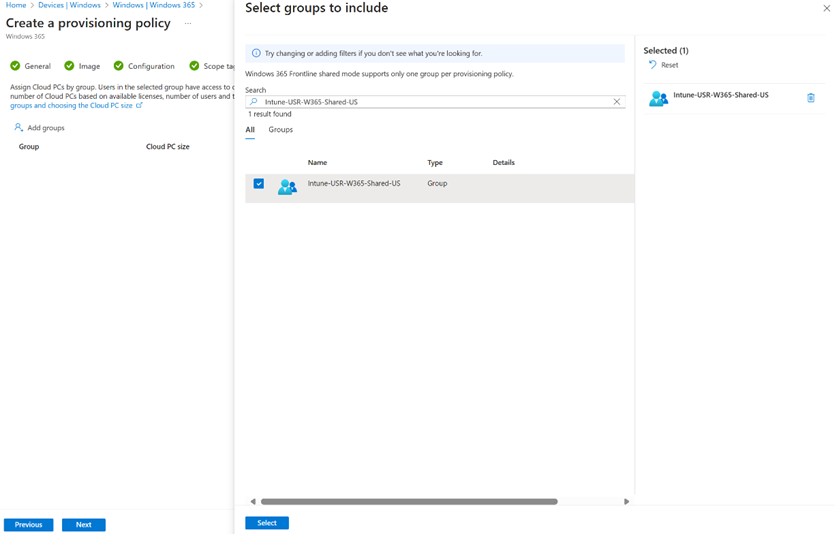 Home > Devices | Windows > Windows | Windows 365 >
Create a provisioning policy ...
Windows 365
General
Image
Configuration
Scope tag
Assign Cloud PCs by group. Users in the selected group have access to
number of Cloud PCs based on available licenses, number of users and t
groups and choosing the Cloud PC size
Add groups
Group
Cloud PC size
Previous
Next
Select groups to include
Try changing or adding filters if you don't see what you're looking for.
Windows 365 Frontline shared mode supports only one group per provisioning policy.
Search
Intune-USR-W365-Shared-US
1 result found
All
Groups
Name
Type
Details
Intune-USR-W365-Shared-US
Group
Select
Selected (1)
Reset
Intune-USR-W365-Shared-US